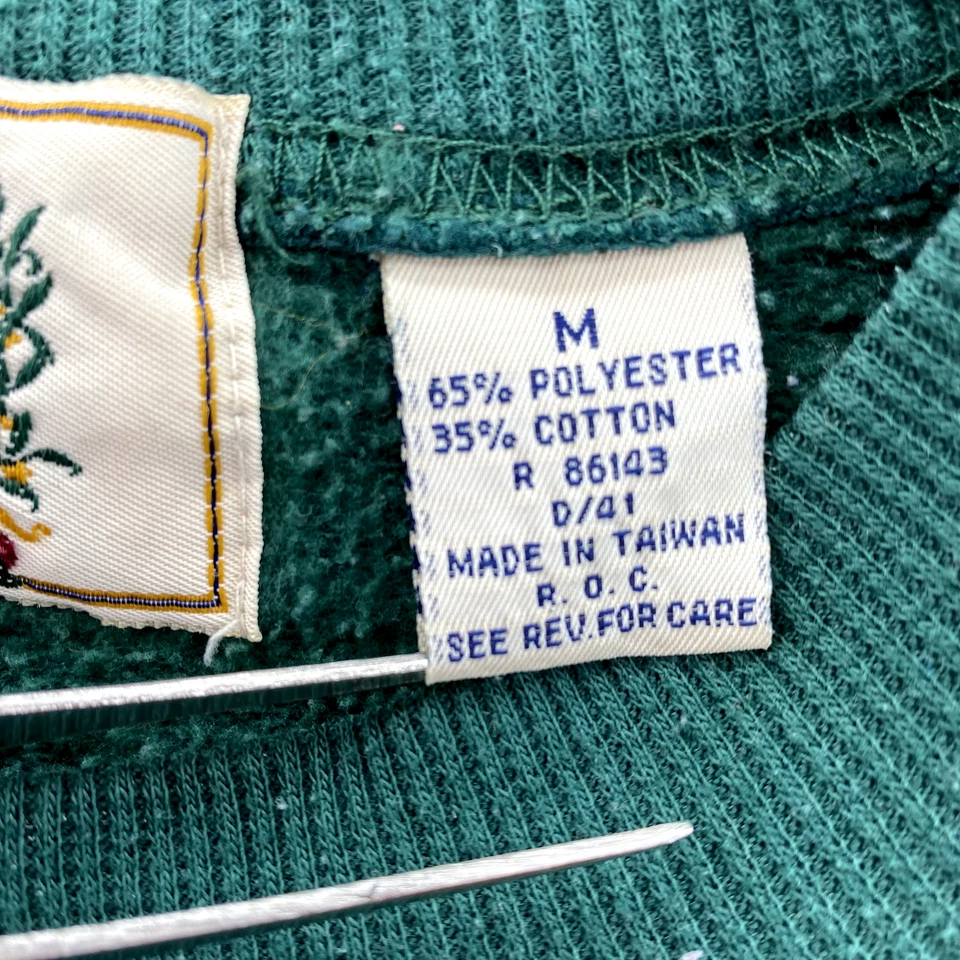 M
65% POLYESTER
35% COTTON
R 86143
D/41
MADE IN TAIWAN
R. O. C.
SEE REV. FOR CARE